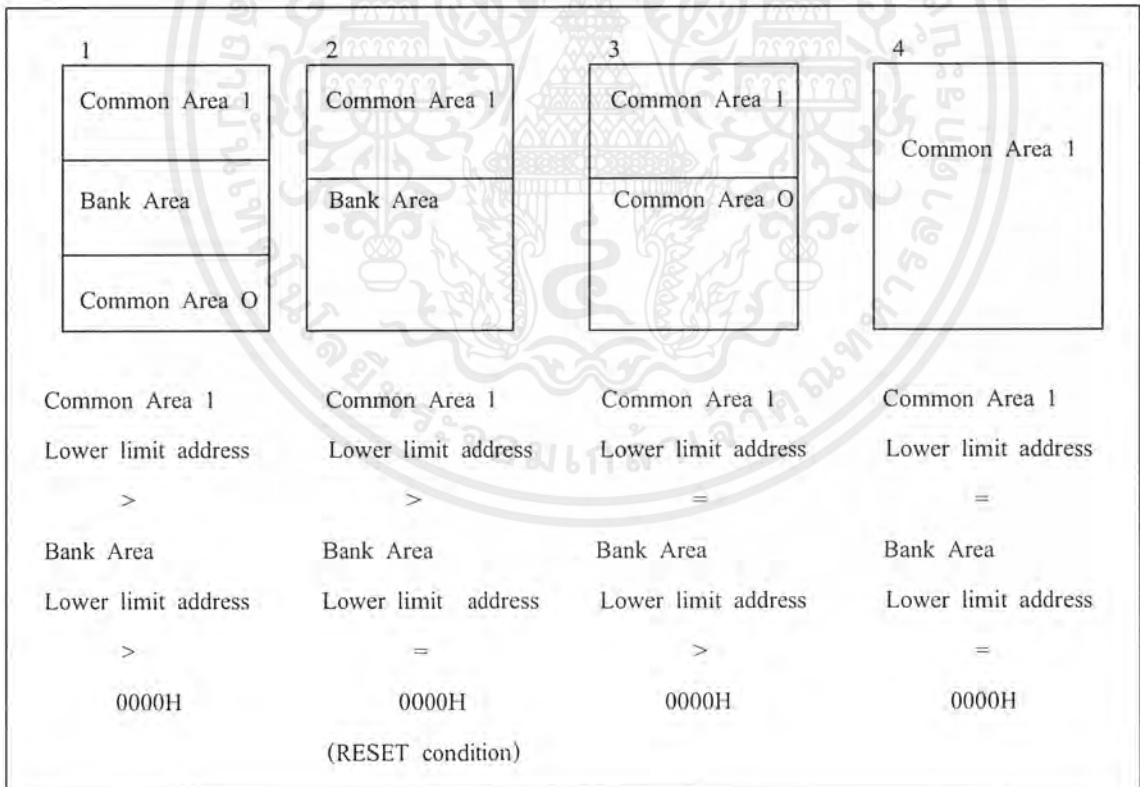 1 2 3 4
Common Area 1 Common Area 1 Common Area 1 Common Area 1
Bank Area Bank Area Common Area O
Common Area O
Common Area 1 Common Area 1 Common Area 1 Common Area 1
Lower limit address Lower limit address Lower limit address Lower limit address
> > = =
Bank Area Bank Area Bank Area Bank Area
Lower limit address Lower limit address Lower limit address Lower limit address
> = > =
0000H 0000H 0000H 0000H
(RESET condition)